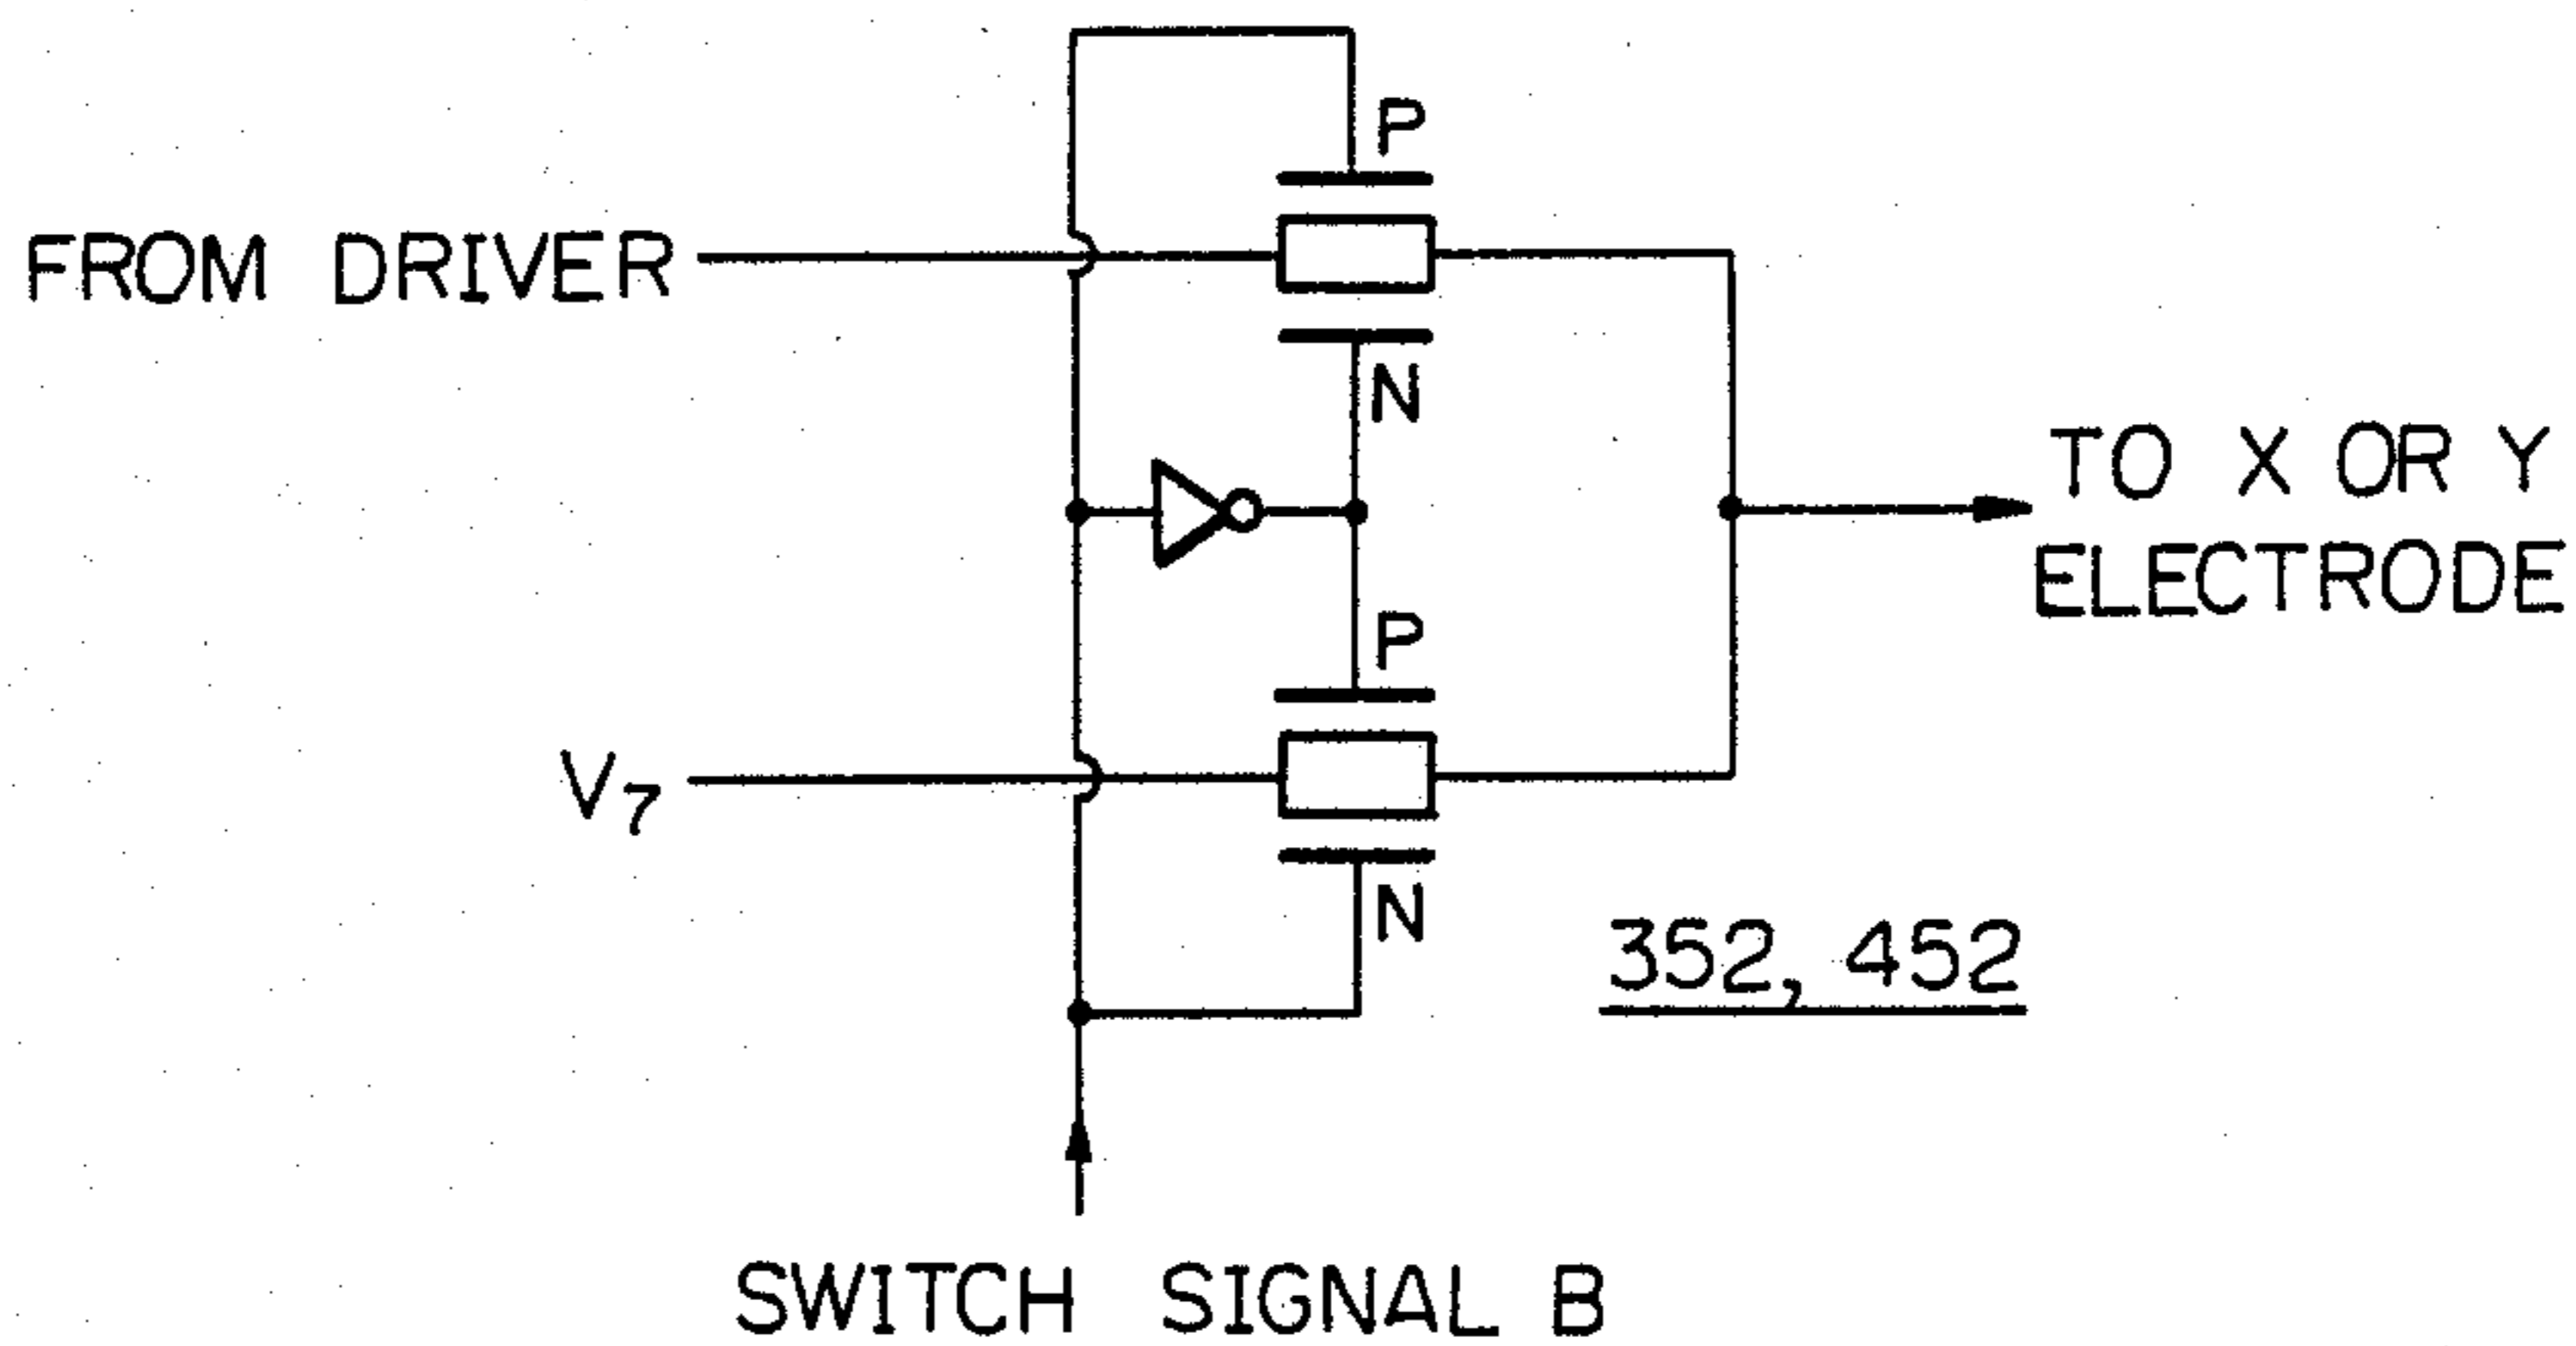 P
FROM DRIVER
N
TO X OR Y
ELECTRODE
P
V7
N
352, 452
SWITCH SIGNAL B